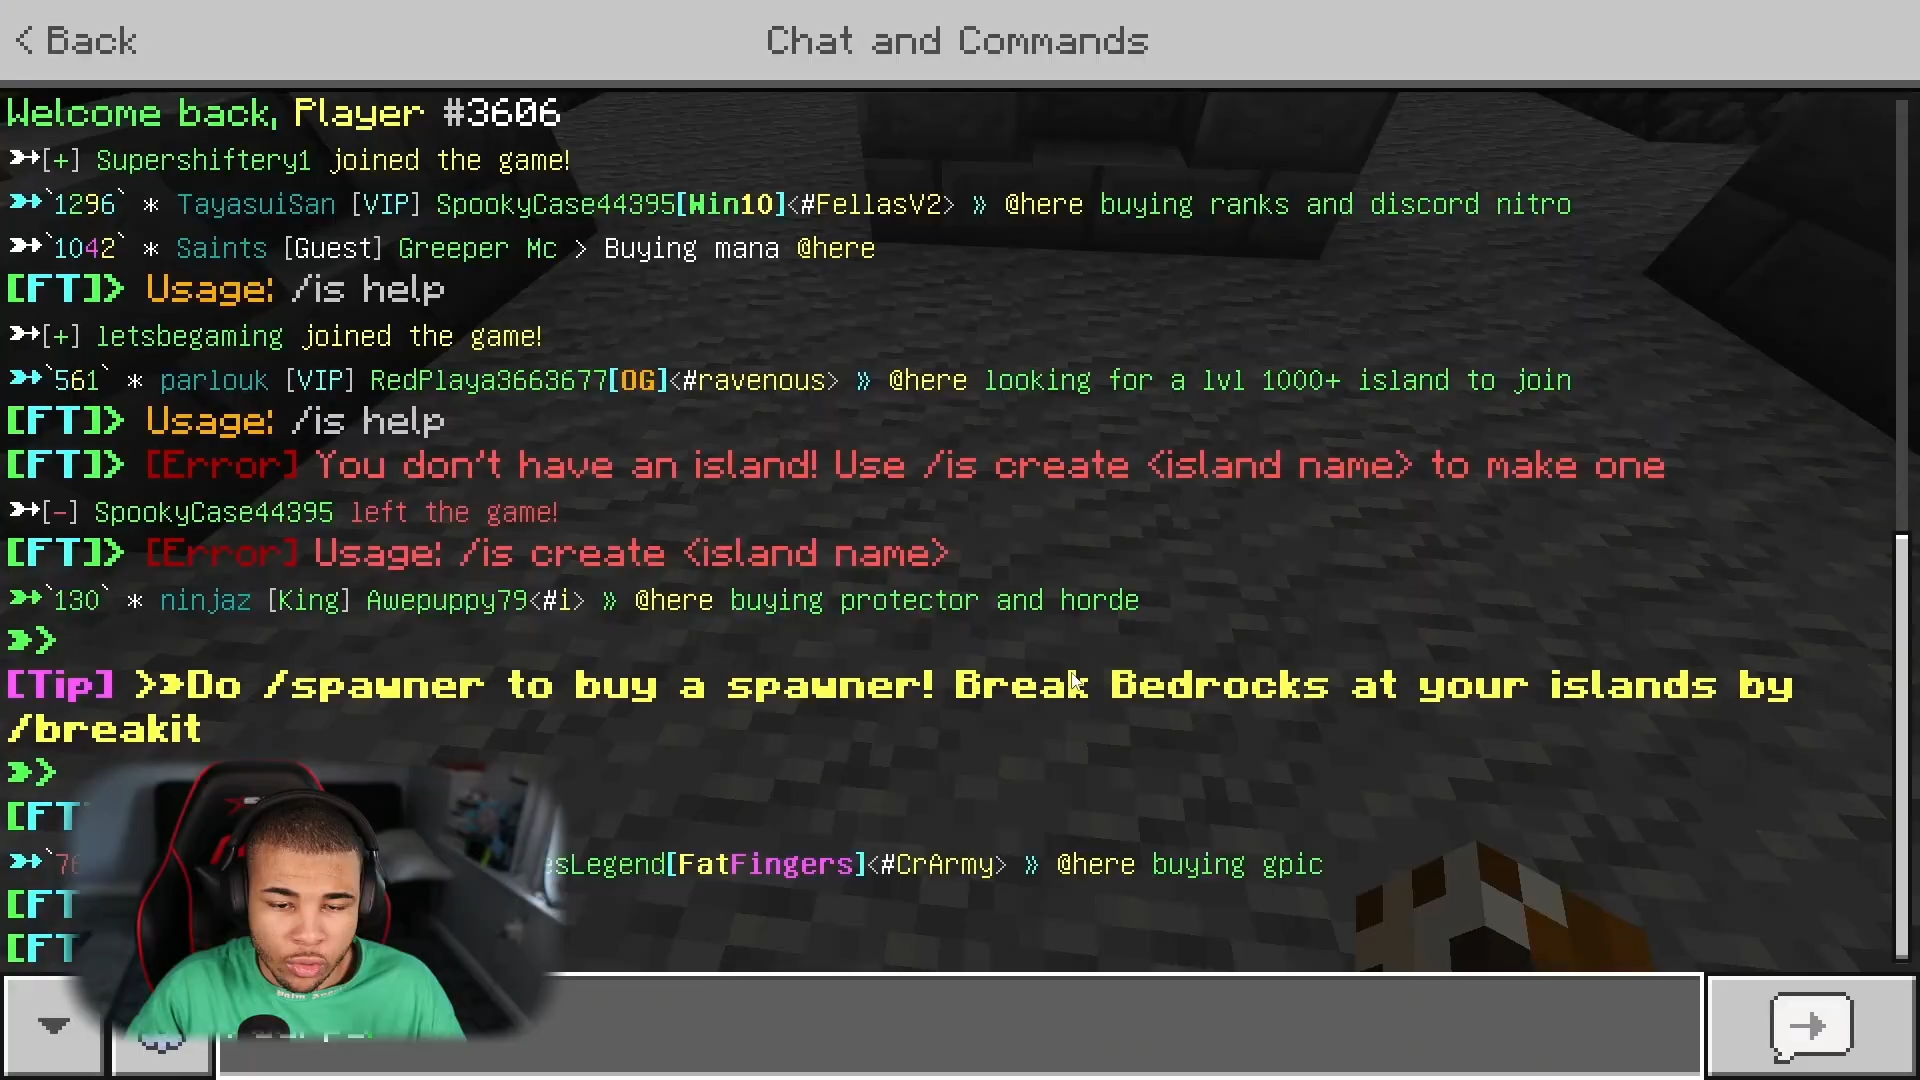 < Back
Chat and Commands
Welcome back, Player #3606
[+] Supershiftery1 joined the game!
`1296` * TayasuiSan [VIP] SpookyCase44395[Win10]<#FellasV2> » @here buying ranks and discord nitro
`1042` * Saints [Guest] Greeper Mc > Buying mana @here
[FT]> Usage: /is help
[+] letsbegaming joined the game!
`561` * parlouk [VIP] RedPlaya3663677[OG]<#ravenous> » @here looking for a lvl 1000+ island to join
[FT]> Usage: /is help
[FT]> [Error] You don't have an island! Use /is create <island name> to make one
[-] SpookyCase44395 left the game!
[FT]> [Error] Usage: /is create <island name>
`130` * ninjaz [King] Awepuppy79<#i> » @here buying protector and horde
>
[Tip] >Do /spawner to buy a spawner! Break Bedrocks at your islands by
/breakit
>
[FT
sLegend[FatFingers]<#CrArmy> » @here buying gpic
[FT
[FT